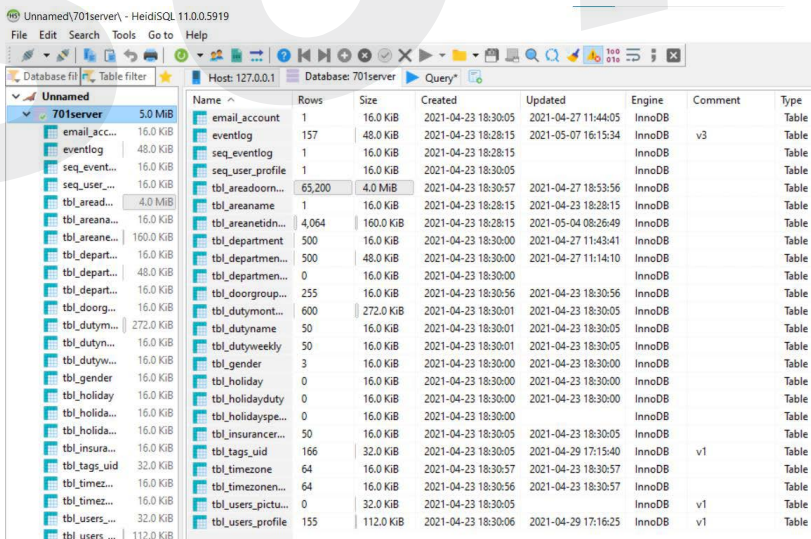 Unnamed\701server\ - HeidiSQL 11.0.0.5919
File Edit Search Tools Go to Help
Database fil Table filter Host: 127.0.0.1 Database: 701server Query*
Unnamed
701server 5.0 MiB
email_acc... 16.0 KiB
eventlog 48.0 KiB
seq_event... 16.0 KiB
seq_user_... 16.0 KiB
tbl_aread... 4.0 MiB
tbl_areana... 16.0 KiB
tbl_areane... 160.0 KiB
tbl_depart... 16.0 KiB
tbl_depart... 48.0 KiB
tbl_depart... 16.0 KiB
tbl_doorg... 16.0 KiB
tbl_dutym... 272.0 KiB
tbl_dutyn... 16.0 KiB
tbl_dutyw... 16.0 KiB
tbl_gender 16.0 KiB
tbl_holiday 16.0 KiB
tbl_holida... 16.0 KiB
tbl_holida... 16.0 KiB
tbl_insura... 16.0 KiB
tbl_tags_uid 32.0 KiB
tbl_timez... 16.0 KiB
tbl_timez... 16.0 KiB
tbl_users_... 32.0 KiB
tbl_users_... 112.0 KiB
Name Rows Size Created Updated Engine Comment Type
email_account 1 16.0 KiB 2021-04-23 18:30:05 2021-04-27 11:44:05 InnoDB Table
eventlog 157 48.0 KiB 2021-04-23 18:28:15 2021-05-07 16:15:34 InnoDB v3 Table
seq_eventlog 1 16.0 KiB 2021-04-23 18:28:15 InnoDB Table
seq_user_profile 1 16.0 KiB 2021-04-23 18:30:05 InnoDB Table
tbl_areadoorn... 65,200 4.0 MiB 2021-04-23 18:30:57 2021-04-27 18:53:56 InnoDB Table
tbl_areaname 1 16.0 KiB 2021-04-23 18:28:15 2021-04-23 18:28:15 InnoDB Table
tbl_areanetidn... 4,064 160.0 KiB 2021-04-23 18:28:15 2021-05-04 08:26:49 InnoDB Table
tbl_department 500 16.0 KiB 2021-04-23 18:30:00 2021-04-27 11:43:41 InnoDB Table
tbl_departmen... 500 48.0 KiB 2021-04-23 18:30:00 2021-04-27 11:14:10 InnoDB Table
tbl_departmen... 0 16.0 KiB 2021-04-23 18:30:00 InnoDB Table
tbl_doorgroup... 255 16.0 KiB 2021-04-23 18:30:56 2021-04-23 18:30:56 InnoDB Table
tbl_dutymont... 600 272.0 KiB 2021-04-23 18:30:01 2021-04-23 18:30:05 InnoDB Table
tbl_dutyname 50 16.0 KiB 2021-04-23 18:30:01 2021-04-23 18:30:05 InnoDB Table
tbl_dutyweekly 50 16.0 KiB 2021-04-23 18:30:01 2021-04-23 18:30:05 InnoDB Table
tbl_gender 3 16.0 KiB 2021-04-23 18:30:00 2021-04-23 18:30:00 InnoDB Table
tbl_holiday 0 16.0 KiB 2021-04-23 18:30:00 2021-04-23 18:30:00 InnoDB Table
tbl_holidayduty 0 16.0 KiB 2021-04-23 18:30:00 2021-04-23 18:30:00 InnoDB Table
tbl_holidayspe... 0 16.0 KiB 2021-04-23 18:30:00 InnoDB Table
tbl_insurancer... 50 16.0 KiB 2021-04-23 18:30:05 2021-04-23 18:30:05 InnoDB Table
tbl_tags_uid 166 32.0 KiB 2021-04-23 18:30:05 2021-04-29 17:15:40 InnoDB v1 Table
tbl_timezone 64 16.0 KiB 2021-04-23 18:30:57 2021-04-23 18:30:57 InnoDB Table
tbl_timezonen... 64 16.0 KiB 2021-04-23 18:30:56 2021-04-23 18:30:57 InnoDB Table
tbl_users_pictu... 0 32.0 KiB 2021-04-23 18:30:05 InnoDB v1 Table
tbl_users_profile 155 112.0 KiB 2021-04-23 18:30:06 2021-04-29 17:16:25 InnoDB v1 Table